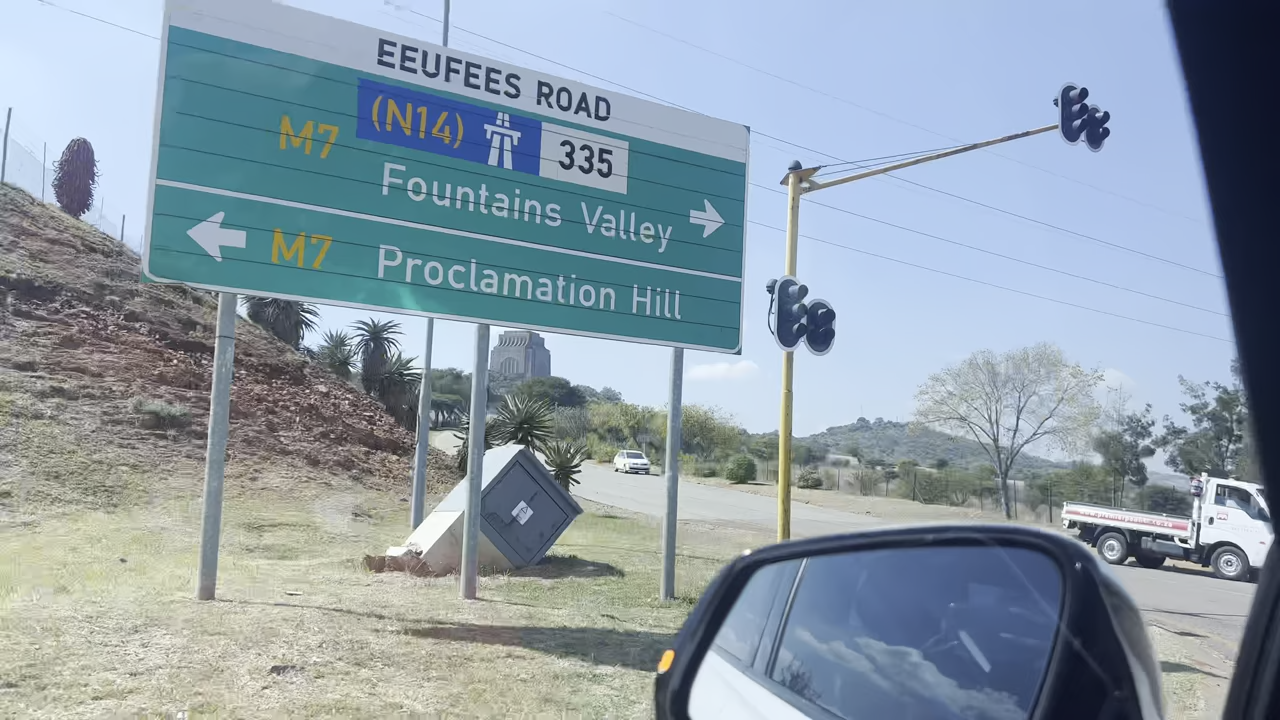 EEUFEES ROAD
M7 (N14) 335
Fountains Valley
M7 Proclamation Hill